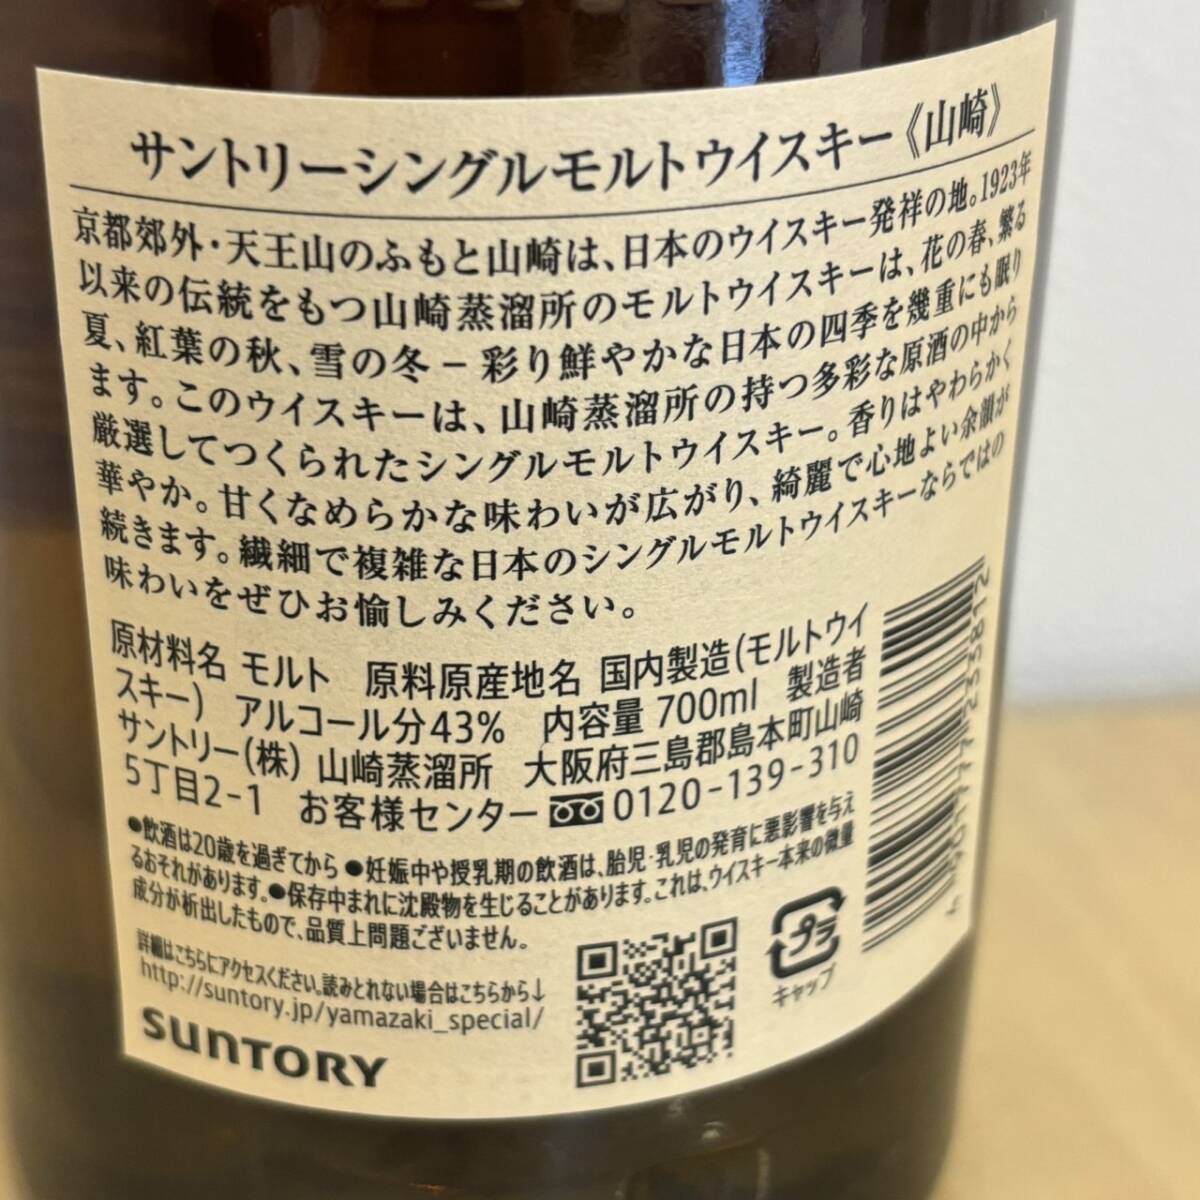 サントリーシングルモルトウイスキー《山崎》
京都郊外・天王山のふもと山崎は、日本のウイスキー発祥の地。1923年
以来の伝統をもつ山崎蒸溜所のモルトウイスキーは、花の春、繁る
夏、紅葉の秋、雪の冬－彩り鮮やかな日本の四季を幾重にも眠り
ます。このウイスキーは、山崎蒸溜所の持つ多彩な原酒の中から
厳選してつくられたシングルモルトウイスキー。香りはやわらかく
華やか。甘くなめらかな味わいが広がり、綺麗で心地よい余韻が
続きます。繊細で複雑な日本のシングルモルトウイスキーならではの
味わいをぜひお愉しみください。
原材料名 モルト 原料原産地名 国内製造(モルトウイ
スキー) アルコール分43% 内容量 700ml 製造者
サントリー(株) 山崎蒸溜所 大阪府三島郡島本町山崎
5丁目2-1 お客様センター 0120-139-310
●飲酒は20歳を過ぎてから ●妊娠中や授乳期の飲酒は、胎児・乳児の発育に悪影響を与え
るおそれがあります。●保存中まれに沈殿物を生じることがあります。これは、ウイスキー本来の微量
成分が析出したもので、品質上問題ございません。
詳細はこちらにアクセスください。読みとれない場合はこちらから↓
http://suntory.jp/yamazaki_special/
SUNTORY
プラ
キャップ